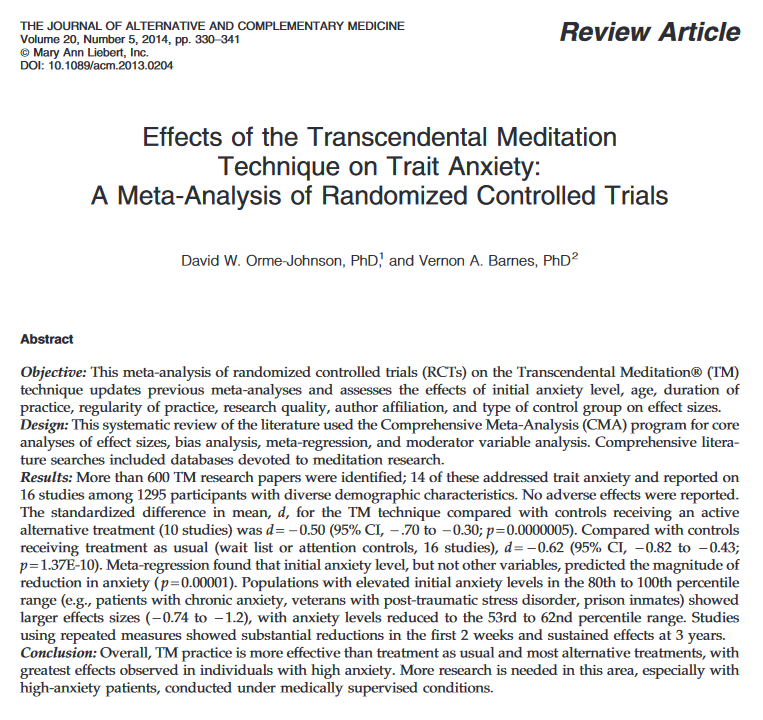 THE JOURNAL OF ALTERNATIVE AND COMPLEMENTARY MEDICINE
Volume 20, Number 5, 2014, pp. 330–341
© Mary Ann Liebert, Inc.
DOI: 10.1089/acm.2013.0204
Review Article
Effects of the Transcendental Meditation
Technique on Trait Anxiety:
A Meta-Analysis of Randomized Controlled Trials
David W. Orme-Johnson, PhD,1 and Vernon A. Barnes, PhD2
Abstract
Objective: This meta-analysis of randomized controlled trials (RCTs) on the Transcendental Meditation® (TM)
technique updates previous meta-analyses and assesses the effects of initial anxiety level, age, duration of
practice, regularity of practice, research quality, author affiliation, and type of control group on effect sizes.
Design: This systematic review of the literature used the Comprehensive Meta-Analysis (CMA) program for core
analyses of effect sizes, bias analysis, meta-regression, and moderator variable analysis. Comprehensive litera-
ture searches included databases devoted to meditation research.
Results: More than 600 TM research papers were identified; 14 of these addressed trait anxiety and reported on
16 studies among 1295 participants with diverse demographic characteristics. No adverse effects were reported.
The standardized difference in mean, d, for the TM technique compared with controls receiving an active
alternative treatment (10 studies) was d = −0.50 (95% CI, −.70 to −0.30; p = 0.0000005). Compared with controls
receiving treatment as usual (wait list or attention controls, 16 studies), d = −0.62 (95% CI, −0.82 to −0.43;
p = 1.37E-10). Meta-regression found that initial anxiety level, but not other variables, predicted the magnitude of
reduction in anxiety (p = 0.00001). Populations with elevated initial anxiety levels in the 80th to 100th percentile
range (e.g., patients with chronic anxiety, veterans with post-traumatic stress disorder, prison inmates) showed
larger effects sizes (−0.74 to −1.2), with anxiety levels reduced to the 53rd to 62nd percentile range. Studies
using repeated measures showed substantial reductions in the first 2 weeks and sustained effects at 3 years.
Conclusion: Overall, TM practice is more effective than treatment as usual and most alternative treatments, with
greatest effects observed in individuals with high anxiety. More research is needed in this area, especially with
high-anxiety patients, conducted under medically supervised conditions.